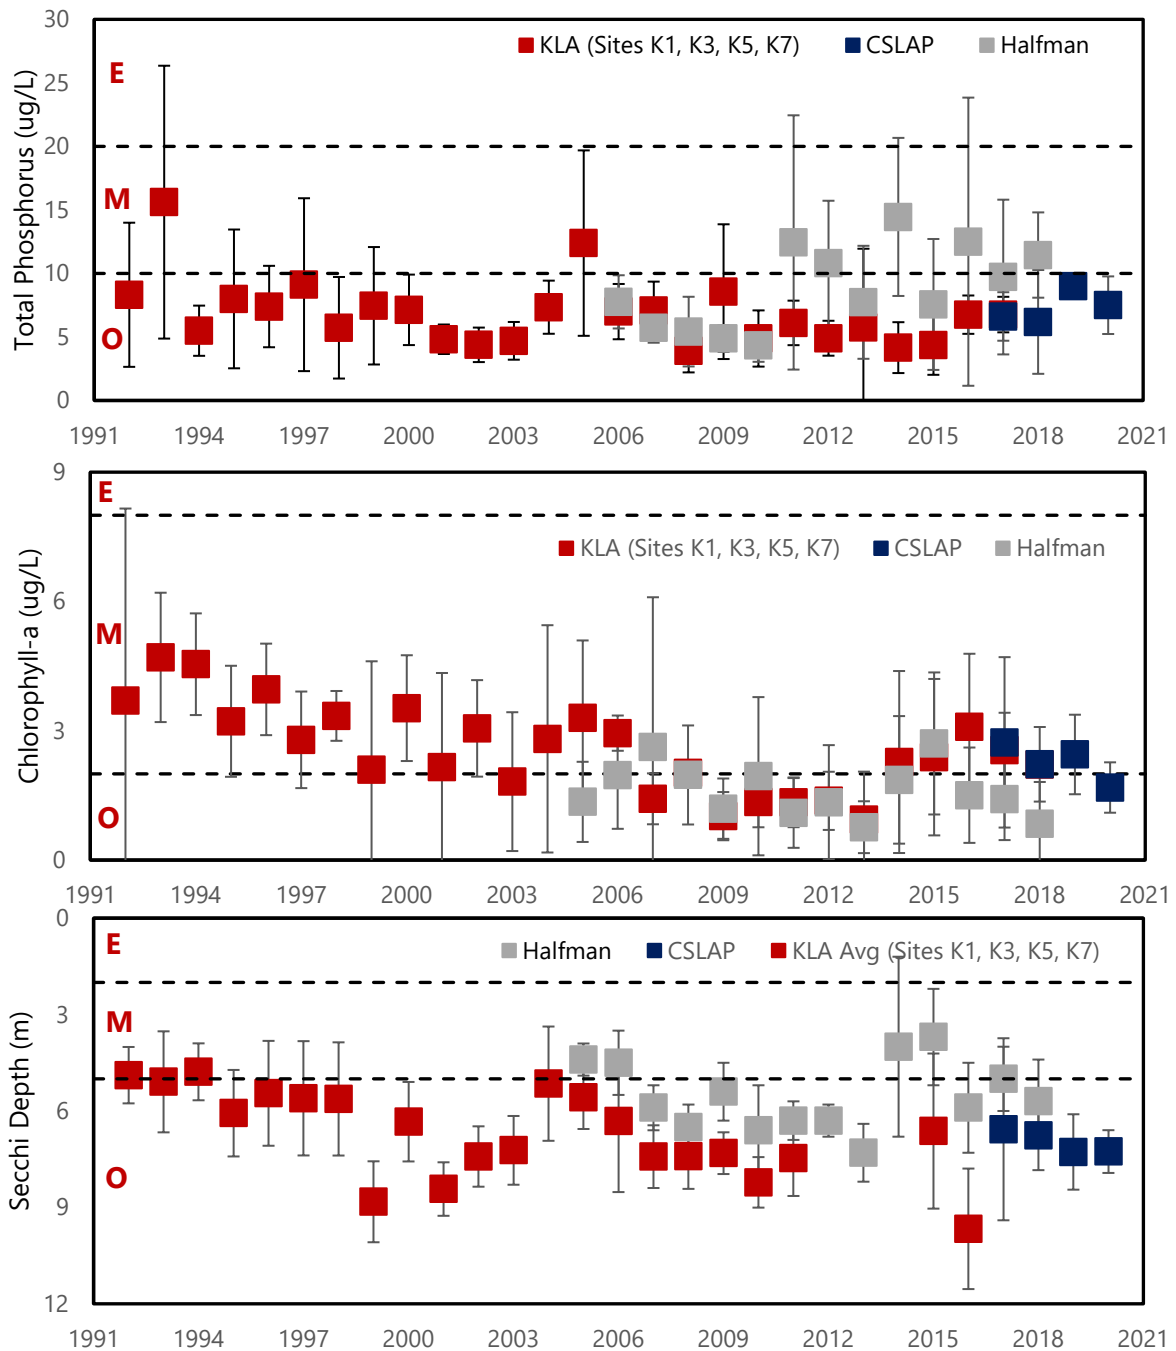 30
KLA (Sites K1, K3, K5, K7) CSLAP Halfman
E
25
20
M
15
10
O
5
0
Total Phosphorus (ug/L)
1991 1994 1997 2000 2003 2006 2009 2012 2015 2018 2021
9
E
KLA (Sites K1, K3, K5, K7) CSLAP Halfman
6
M
3
O
0
Chlorophyll-a (ug/L)
1991 1994 1997 2000 2003 2006 2009 2012 2015 2018 2021
0
E
Halfman CSLAP KLA Avg (Sites K1, K3, K5, K7)
3
M
6
O
9
12
Secchi Depth (m)
1991 1994 1997 2000 2003 2006 2009 2012 2015 2018 2021